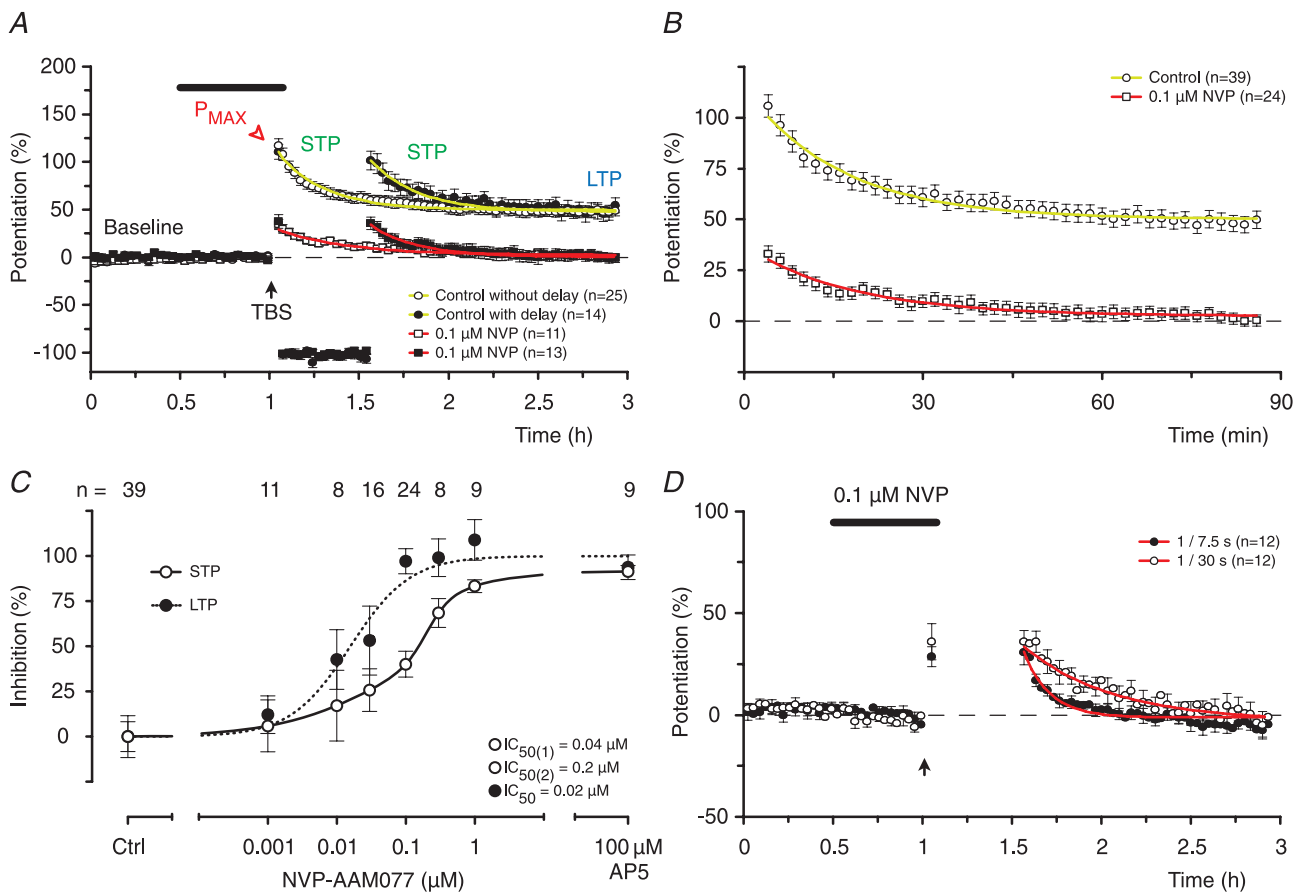 A
Potentiation (%)
200
150
100
50
0
-50
-100
P_MAX
STP
STP
LTP
Baseline
TBS
Control without delay (n=25)
Control with delay (n=14)
0.1 µM NVP (n=11)
0.1 µM NVP (n=13)
0
0.5
1
1.5
2
2.5
3
Time (h)
B
Potentiation (%)
100
75
50
25
0
Control (n=39)
0.1 µM NVP (n=24)
0
30
60
90
Time (min)
C
n = 39 11 8 16 24 8 9 9
Inhibition (%)
100
75
50
25
0
STP
LTP
IC50(1) = 0.04 µM
IC50(2) = 0.2 µM
IC50 = 0.02 µM
Ctrl
0.001
0.01
0.1
1
100 µM
AP5
NVP-AAM077 (µM)
D
Potentiation (%)
100
50
0
-50
0.1 µM NVP
1 / 7.5 s (n=12)
1 / 30 s (n=12)
0
0.5
1
1.5
2
2.5
3
Time (h)